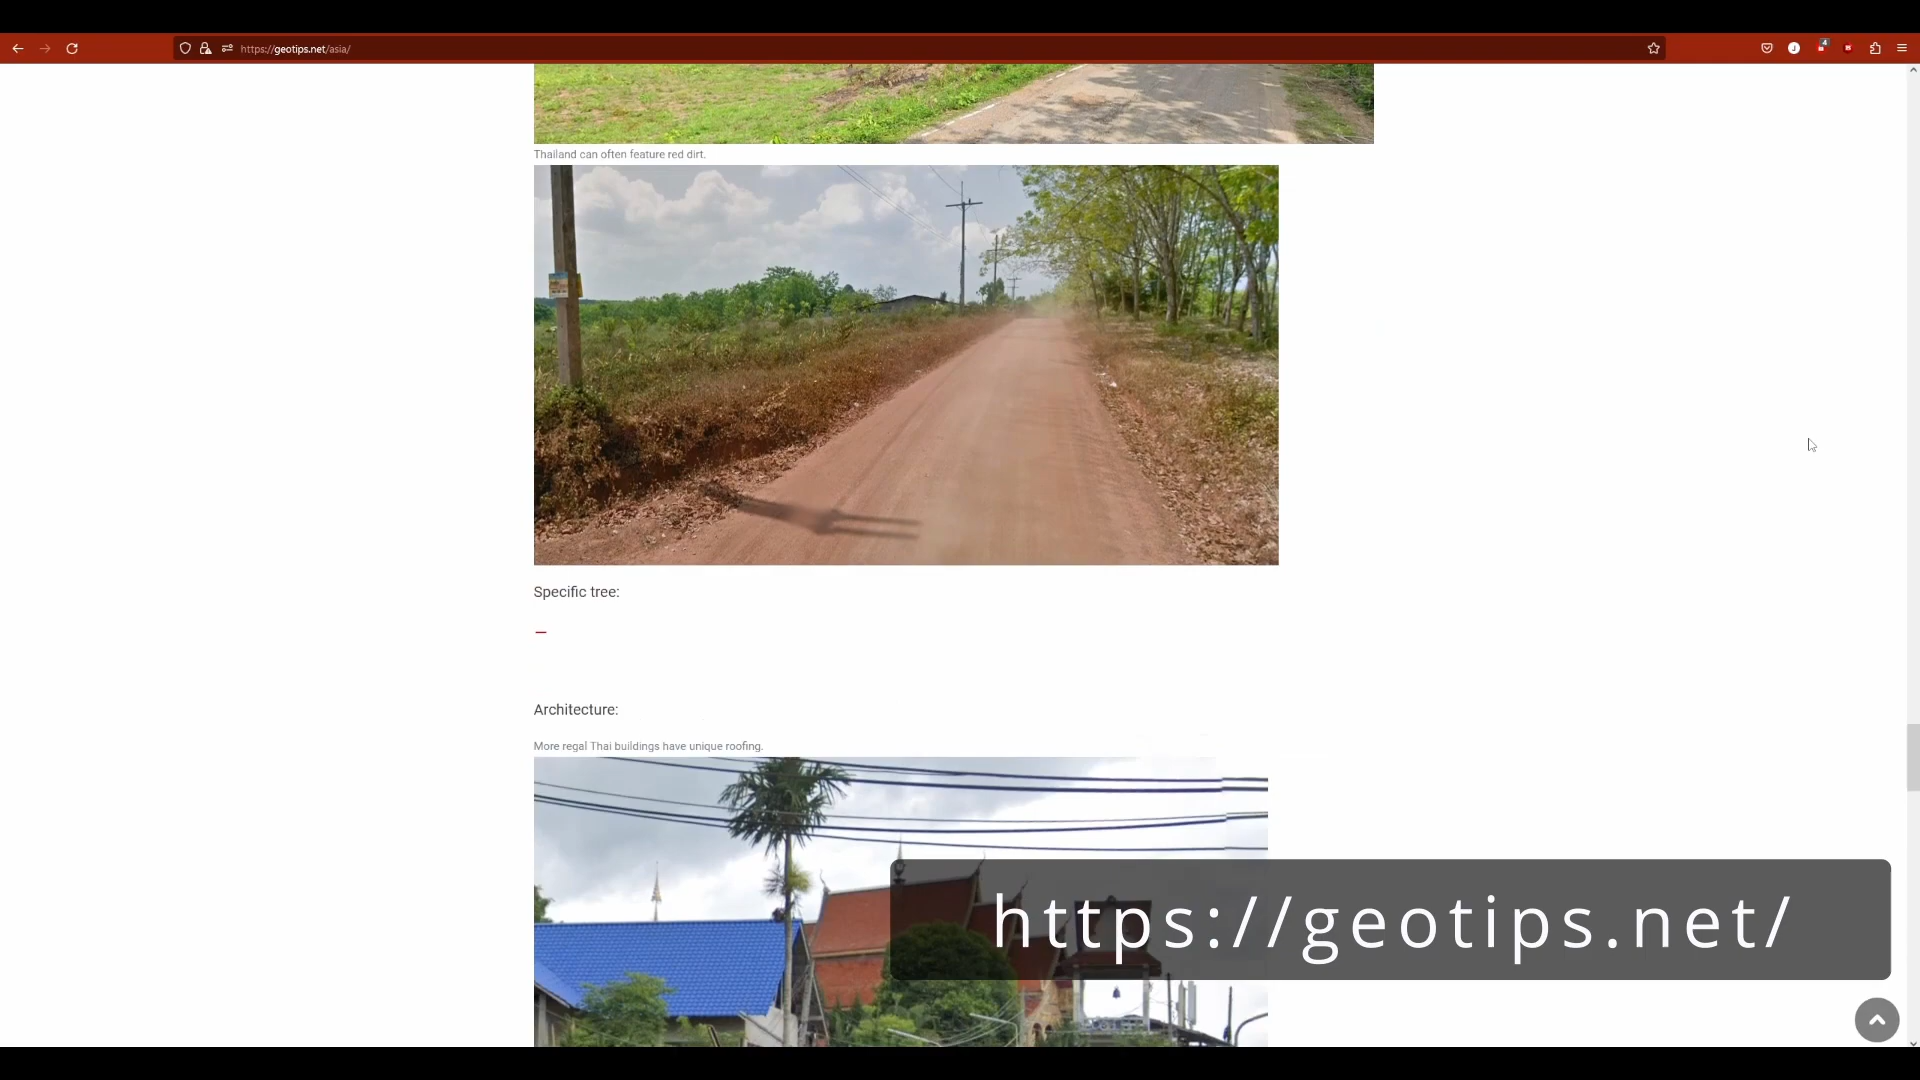 https://geotips.net/asia/
4
Thailand can often feature red dirt.
Specific tree:
—
Architecture:
More regal Thai buildings have unique roofing.
https://geotips.net/